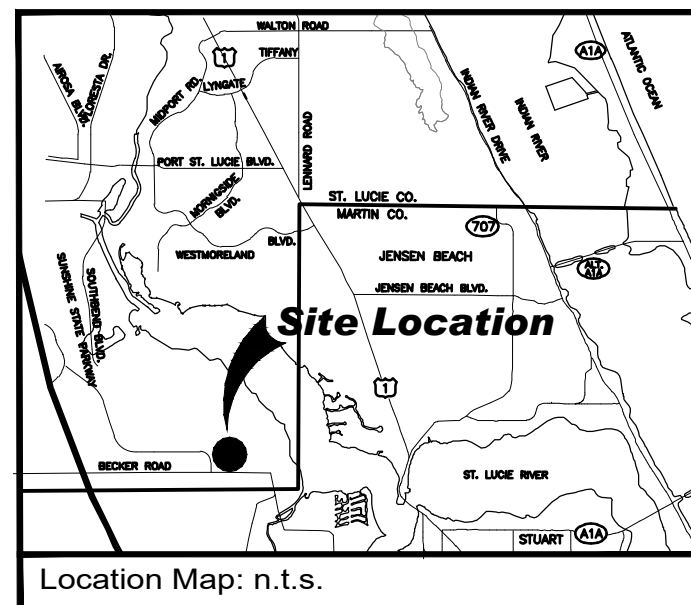 WALTON ROAD
TIFFANY
1
A1A
ATLANTIC OCEAN
AIROSA BLVD.
FLORESTA DR.
MIDPORT RD.
LYNGATE
INDIAN RIVER DRIVE
INDIAN RIVER
LENNARD ROAD
PORT ST. LUCIE BLVD.
MORNIGSIDE
BLVD.
ST. LUCIE CO.
MARTIN CO.
707
BLVD.
WESTMORELAND
JENSEN BEACH
ALT.
A1A
SUNSHINE STATE PARKWAY
SOUTHBEND BLVD.
JENSEN BEACH BLVD.
Site Location
1
BECKER ROAD
ST. LUCIE RIVER
STUART
A1A
Location Map: n.t.s.